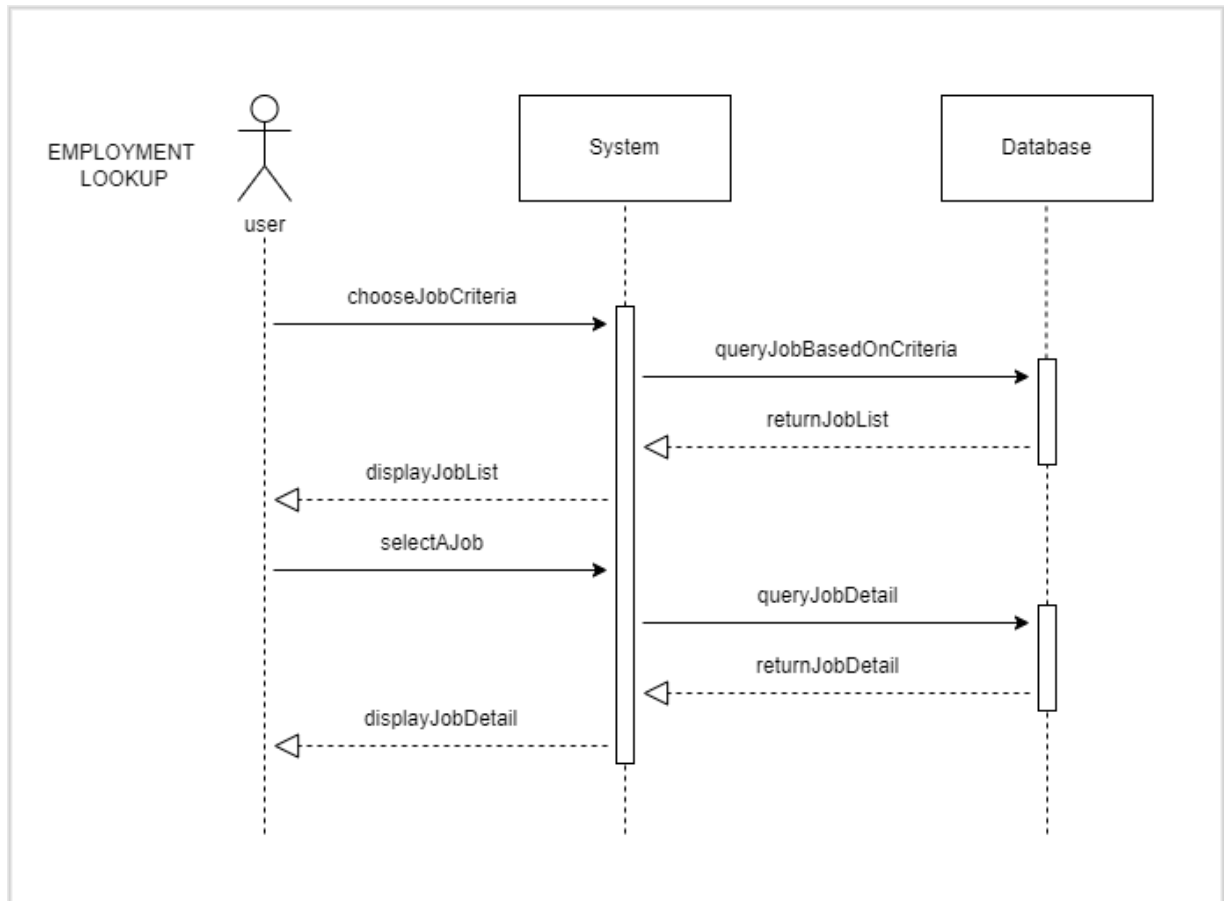 EMPLOYMENT
LOOKUP
user
System
Database
chooseJobCriteria
queryJobBasedOnCriteria
returnJobList
displayJobList
selectAJob
queryJobDetail
returnJobDetail
displayJobDetail